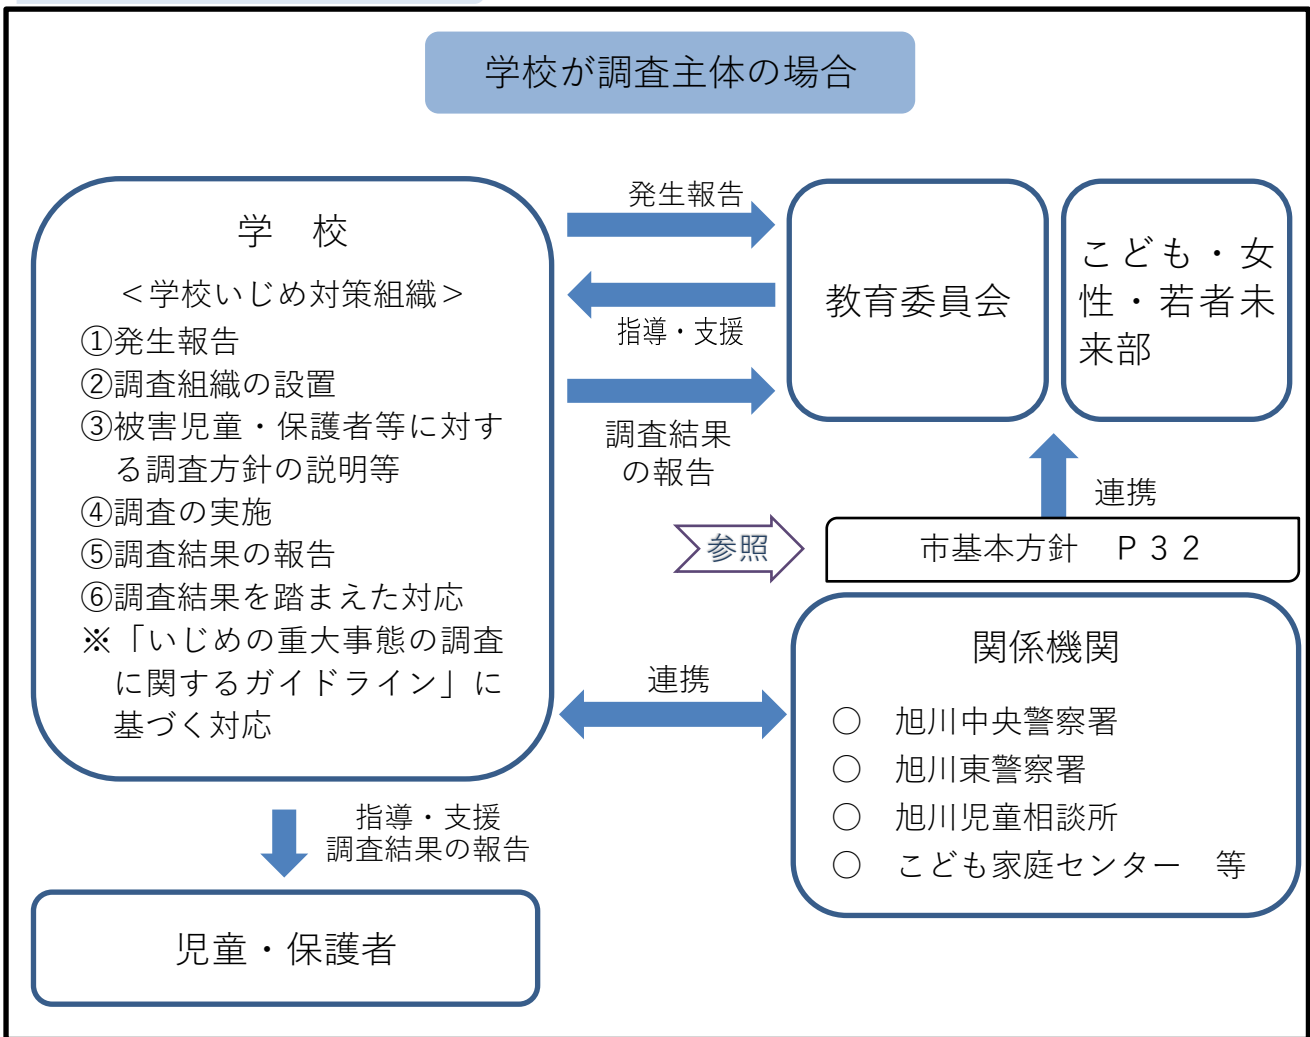 学校が調査主体の場合
学　校
＜学校いじめ対策組織＞
①発生報告
②調査組織の設置
③被害児童・保護者等に対す
る調査方針の説明等
④調査の実施
⑤調査結果の報告
⑥調査結果を踏まえた対応
※「いじめの重大事態の調査
に関するガイドライン」に
基づく対応
発生報告
指導・支援
調査結果
の報告
教育委員会
こども・女
性・若者未
来部
連携
参照
市基本方針　Ｐ３２
連携
関係機関
○　旭川中央警察署
○　旭川東警察署
○　旭川児童相談所
○　こども家庭センター　等
指導・支援
調査結果の報告
児童・保護者